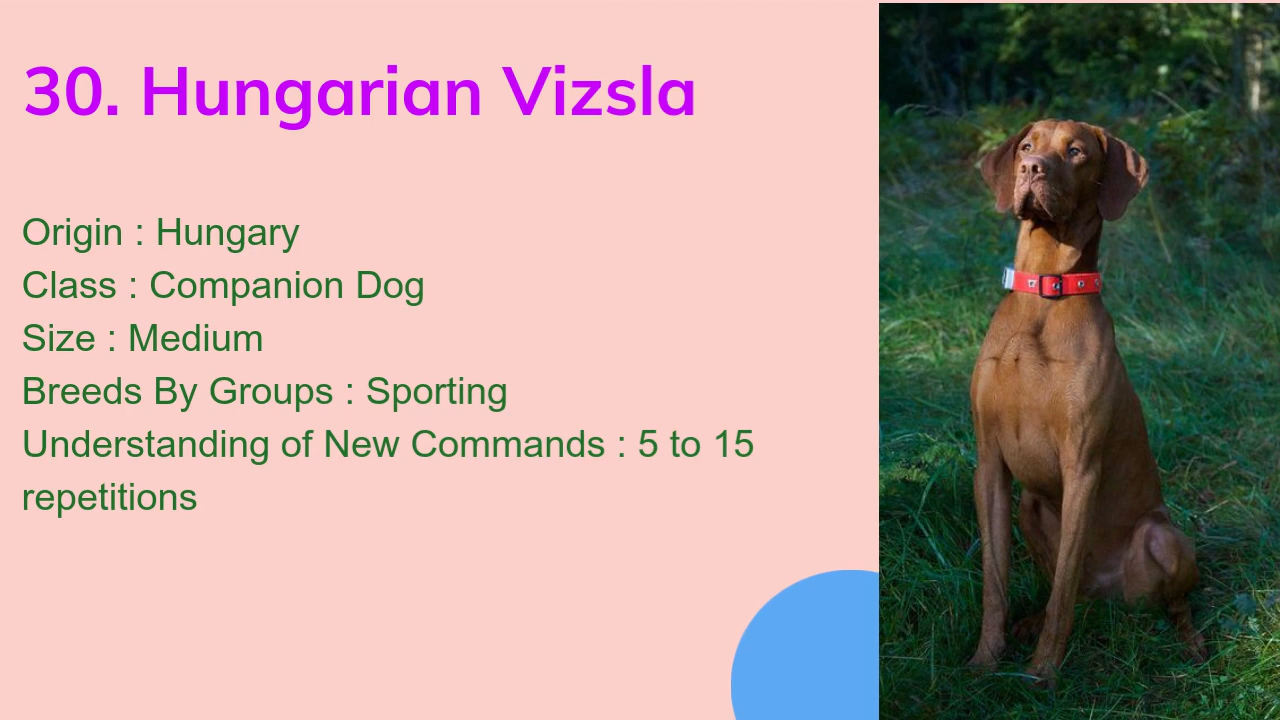 30. Hungarian Vizsla
Origin : Hungary
Class : Companion Dog
Size : Medium
Breeds By Groups : Sporting
Understanding of New Commands : 5 to 15
repetitions